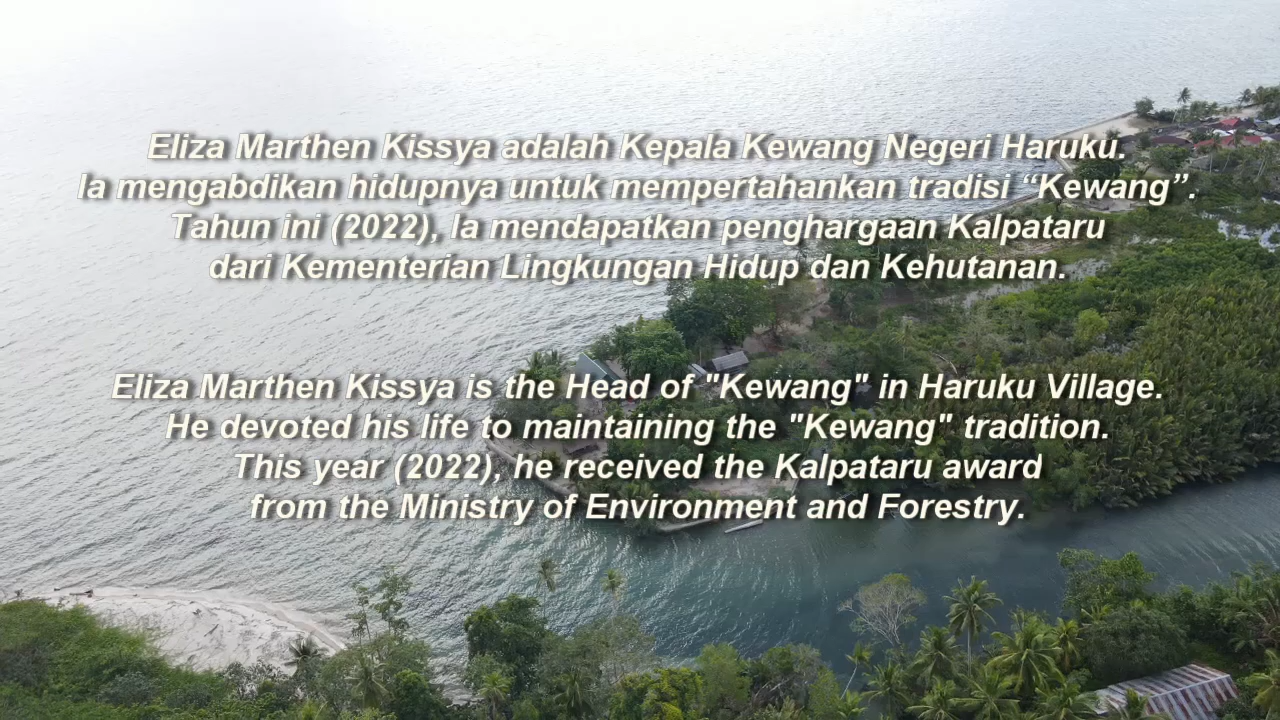 Eliza Marthen Kissya adalah Kepala Kewang Negeri Haruku.
Ia mengabdikan hidupnya untuk mempertahankan tradisi “Kewang”.
Tahun ini (2022), Ia mendapatkan penghargaan Kalpataru
dari Kementerian Lingkungan Hidup dan Kehutanan.
Eliza Marthen Kissya is the Head of "Kewang" in Haruku Village.
He devoted his life to maintaining the "Kewang" tradition.
This year (2022), he received the Kalpataru award
from the Ministry of Environment and Forestry.